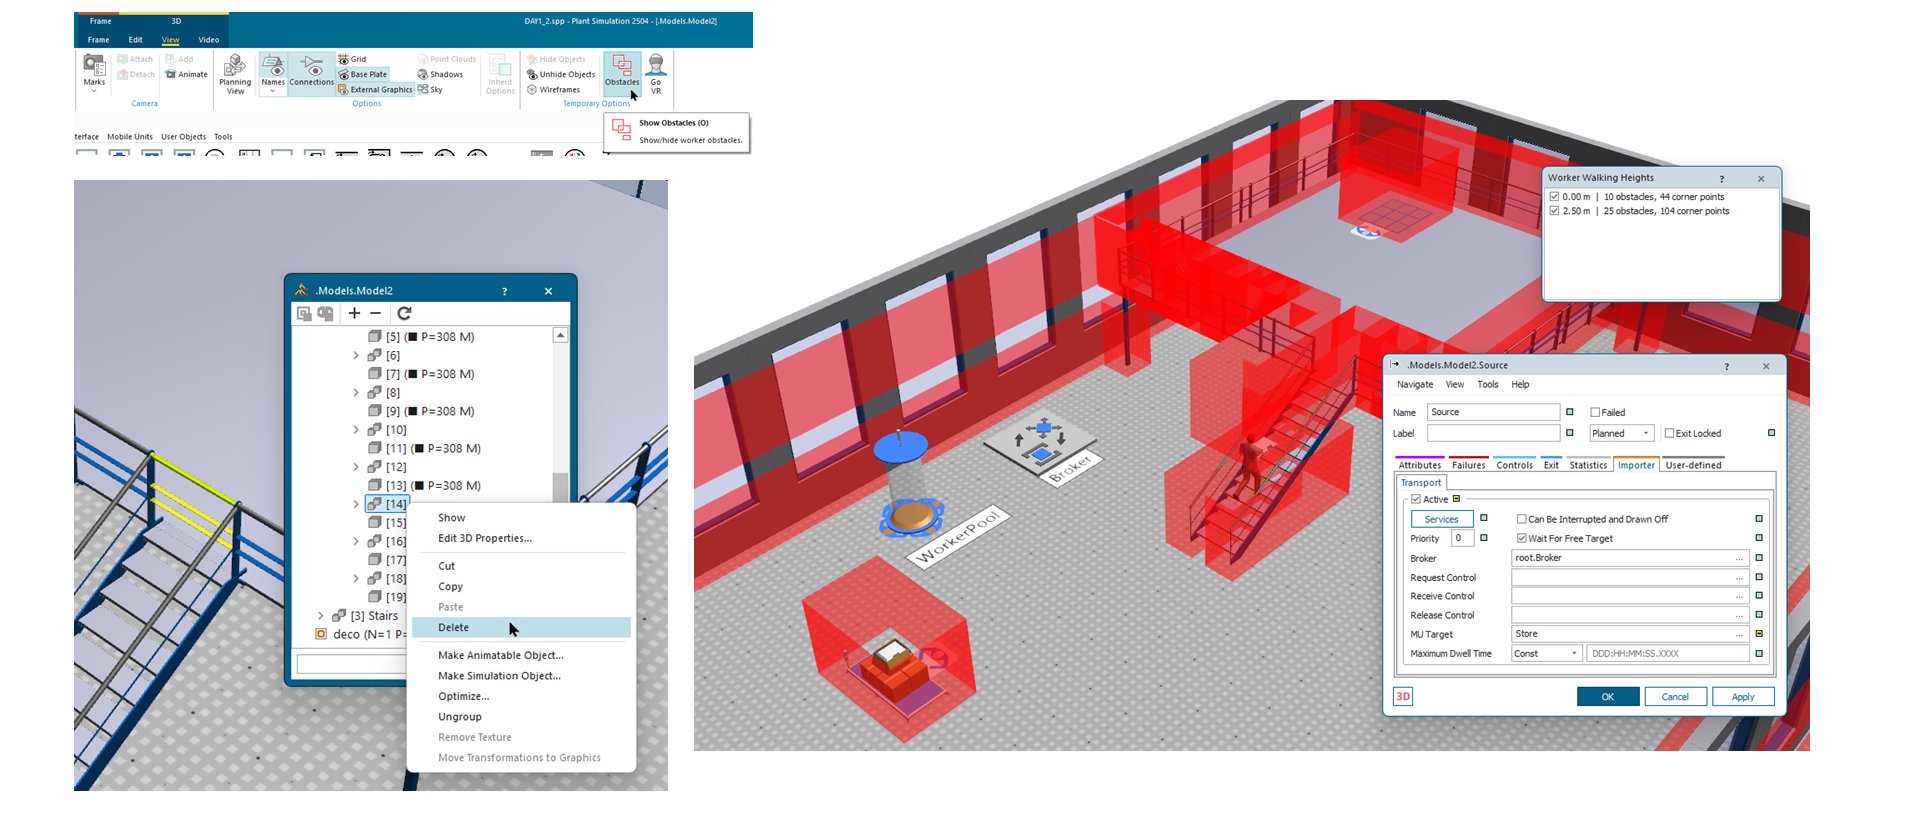 Frame
3D
DAY1_2.spp - Plant Simulation 2504 - [.Models.Model2]
Frame
Edit
View
Video
Marks
Attach
Detach
Add
Animate
Camera
Planning View
Names
Connections
Grid
Base Plate
External Graphics
Point Clouds
Shadows
Sky
Inherit Options
Options
Hide Objects
Unhide Objects
Wireframes
Obstacles
Go VR
Temporary Options
Show Obstacles (O)
Show/hide worker obstacles.
terface
Mobile Units
User Objects
Tools
.Models.Model2
?
[5] (■ P=308 M)
[6]
[7] (■ P=308 M)
[8]
[9] (■ P=308 M)
[10]
[11] (■ P=308 M)
[12]
[13] (■ P=308 M)
[14]
[15]
[16]
[17]
[18]
[19]
[3] Stairs
deco (N=1 P=
Show
Edit 3D Properties...
Cut
Copy
Paste
Delete
Make Animatable Object...
Make Simulation Object...
Optimize...
Ungroup
Remove Texture
Move Transformations to Graphics
Broker
WorkerPool
Worker Walking Heights
?
0.00 m | 10 obstacles, 44 corner points
2.50 m | 25 obstacles, 104 corner points
.Models.Model2.Source
?
Navigate View Tools Help
Name Source Failed
Label Planned Exit Locked
Attributes Failures Controls Exit Statistics Importer User-defined
Transport
Active
Services Can Be Interrupted and Drawn Off
Priority 0 Wait For Free Target
Broker root.Broker ...
Request Control ...
Receive Control ...
Release Control ...
MU Target Store ...
Maximum Dwell Time Const DDD:HH:MM:SS.XXXX
3D OK Cancel Apply